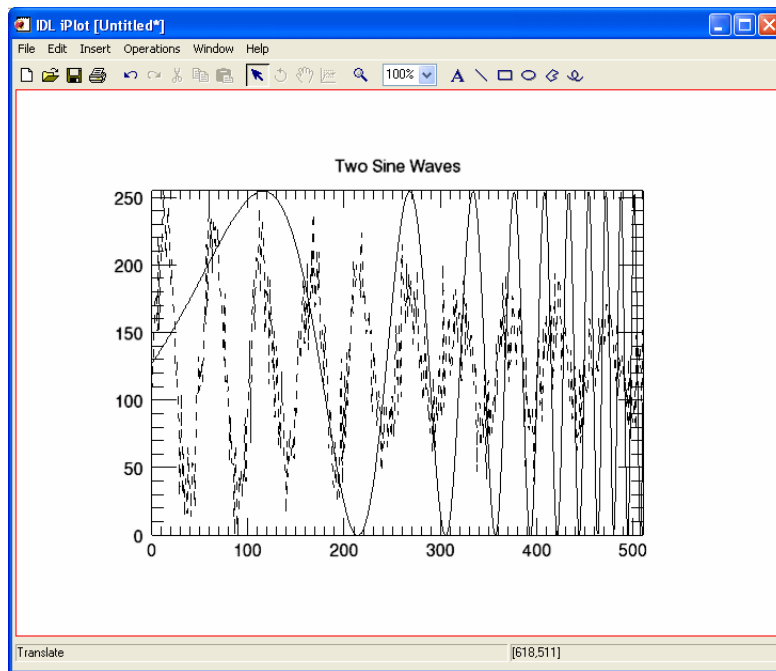 IDL iPlot [Untitled*]
File Edit Insert Operations Window Help
100% A
Two Sine Waves
250
200
150
100
50
0
0 100 200 300 400 500
Translate [618,511]